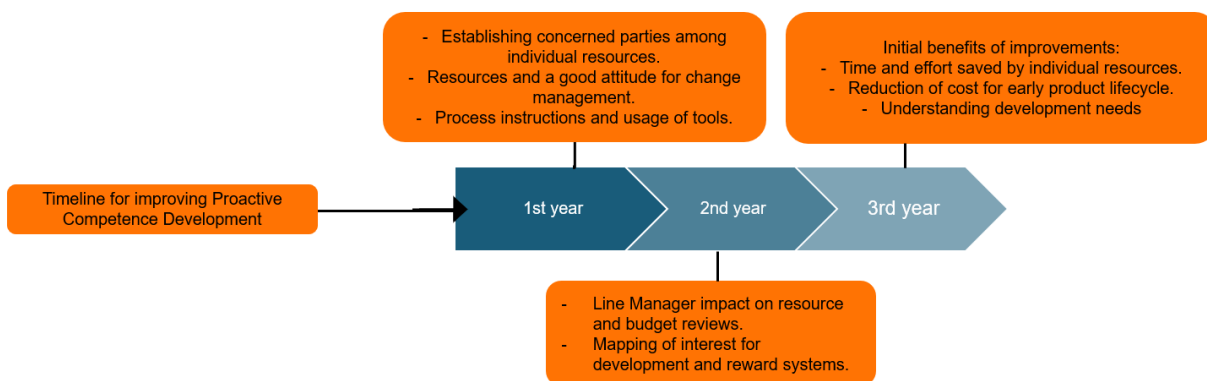 - Establishing concerned parties among
individual resources.
- Resources and a good attitude for change
management.
- Process instructions and usage of tools.
Initial benefits of improvements:
- Time and effort saved by individual resources.
- Reduction of cost for early product lifecycle.
- Understanding development needs
Timeline for improving Proactive
Competence Development
1st year
2nd year
3rd year
- Line Manager impact on resource
and budget reviews.
- Mapping of interest for
development and reward systems.